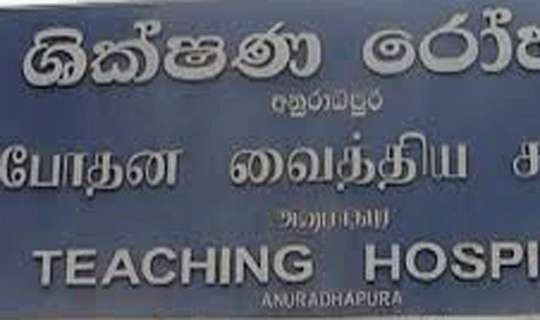 ශික්ෂණ රෝෂ
අනුරාධපුර
போதன வைத்திய ச
TEACHING HOSPI
ANURADHAPURA